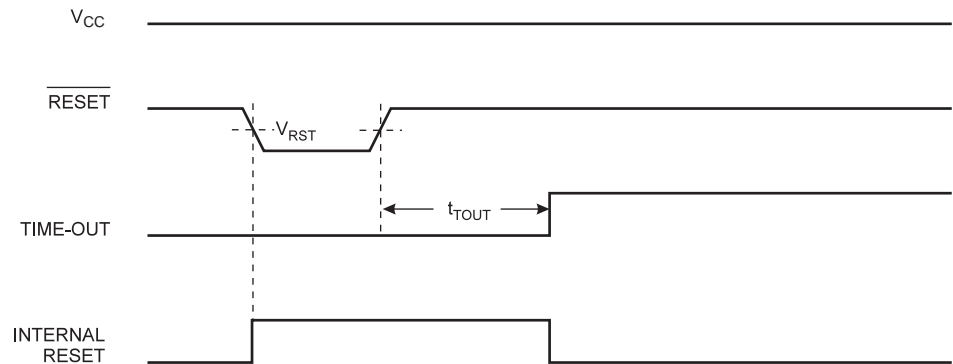 VCC
RESET
VRST
tTOUT
TIME-OUT
INTERNAL
RESET